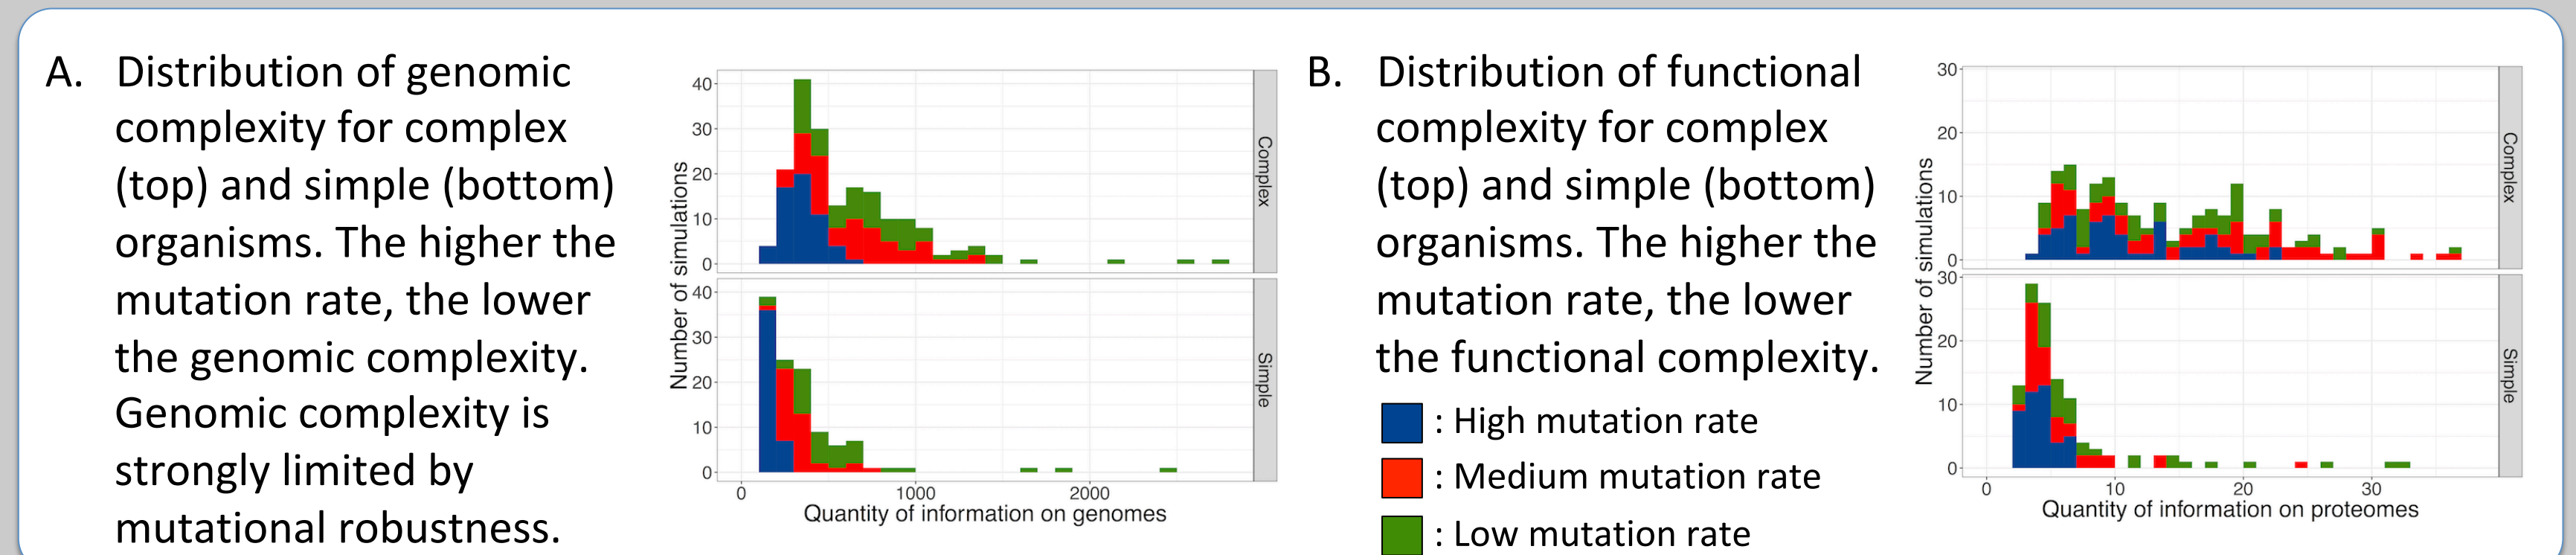 A. Distribution of genomic
complexity for complex
(top) and simple (bottom)
organisms. The higher the
mutation rate, the lower
the genomic complexity.
Genomic complexity is
strongly limited by
mutational robustness.
Number of simulations
40
30
20
10
0
Complex
40
30
20
10
0
Simple
0 1000 2000
Quantity of information on genomes
B. Distribution of functional
complexity for complex
(top) and simple (bottom)
organisms. The higher the
mutation rate, the lower
the functional complexity.
: High mutation rate
: Medium mutation rate
: Low mutation rate
Number of simulations
30
20
10
0
Complex
30
20
10
0
Simple
0 10 20 30
Quantity of information on proteomes